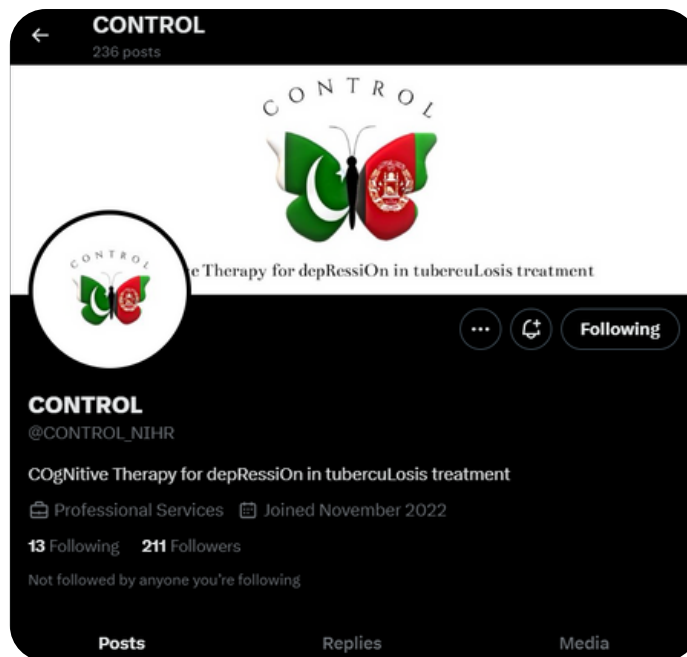 CONTROL
236 posts
CONTROL
e Therapy for depRessiOn in tubercuLosis treatment
CONTROL
Following
CONTROL
@CONTROL_NIHR
COgNitive Therapy for depRessiOn in tubercuLosis treatment
Professional Services Joined November 2022
13 Following 211 Followers
Not followed by anyone you're following
Posts Replies Media